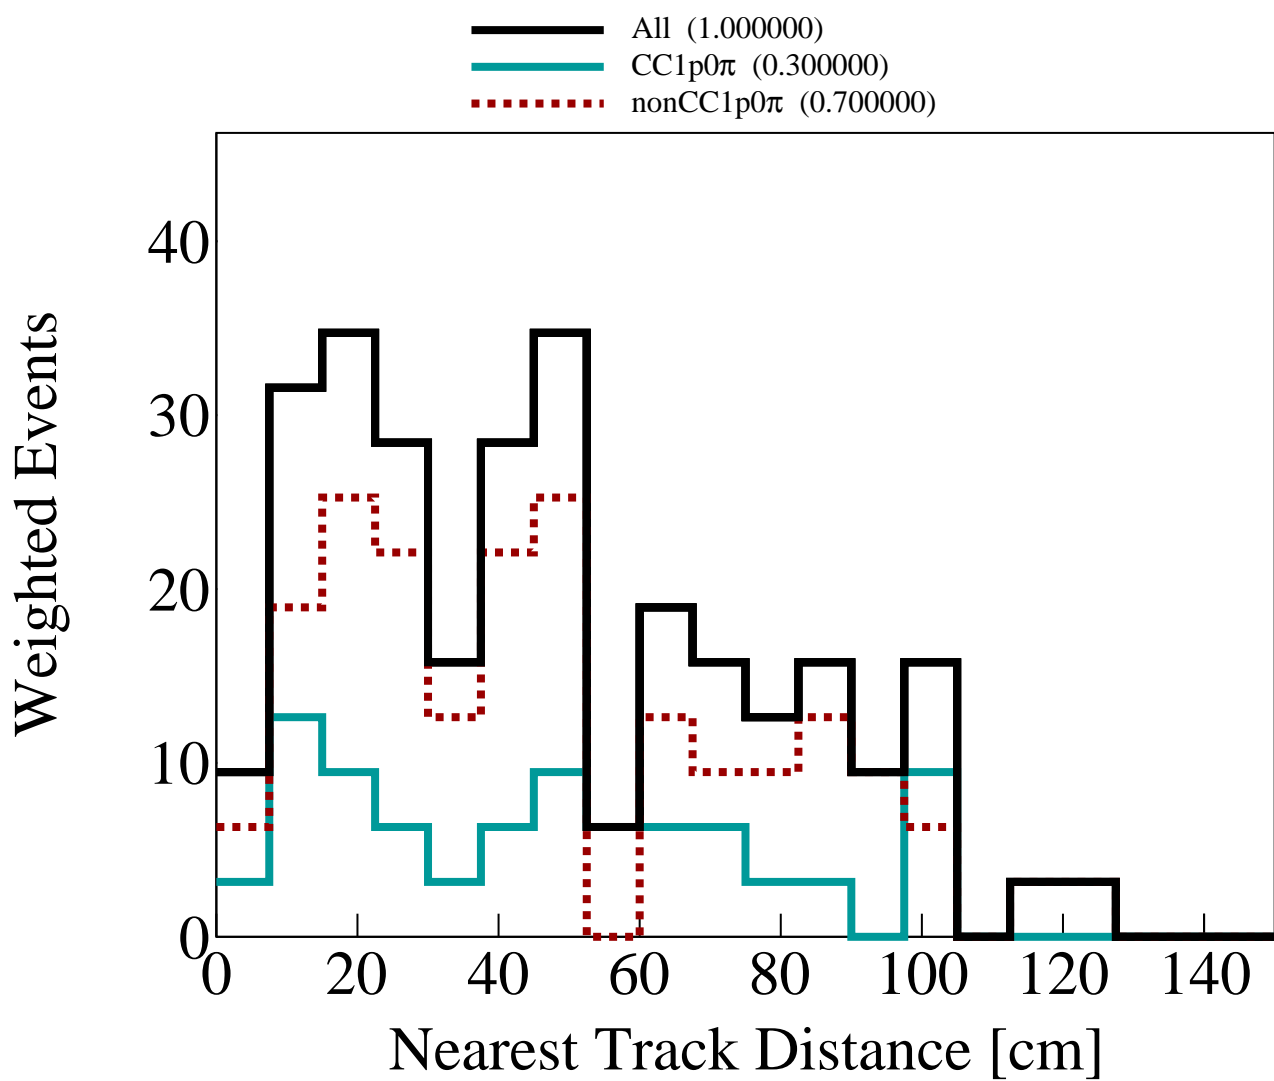 All (1.000000)
CC1p0π (0.300000)
nonCC1p0π (0.700000)
40
30
20
10
0
Weighted Events
0 20 40 60 80 100 120 140
Nearest Track Distance [cm]